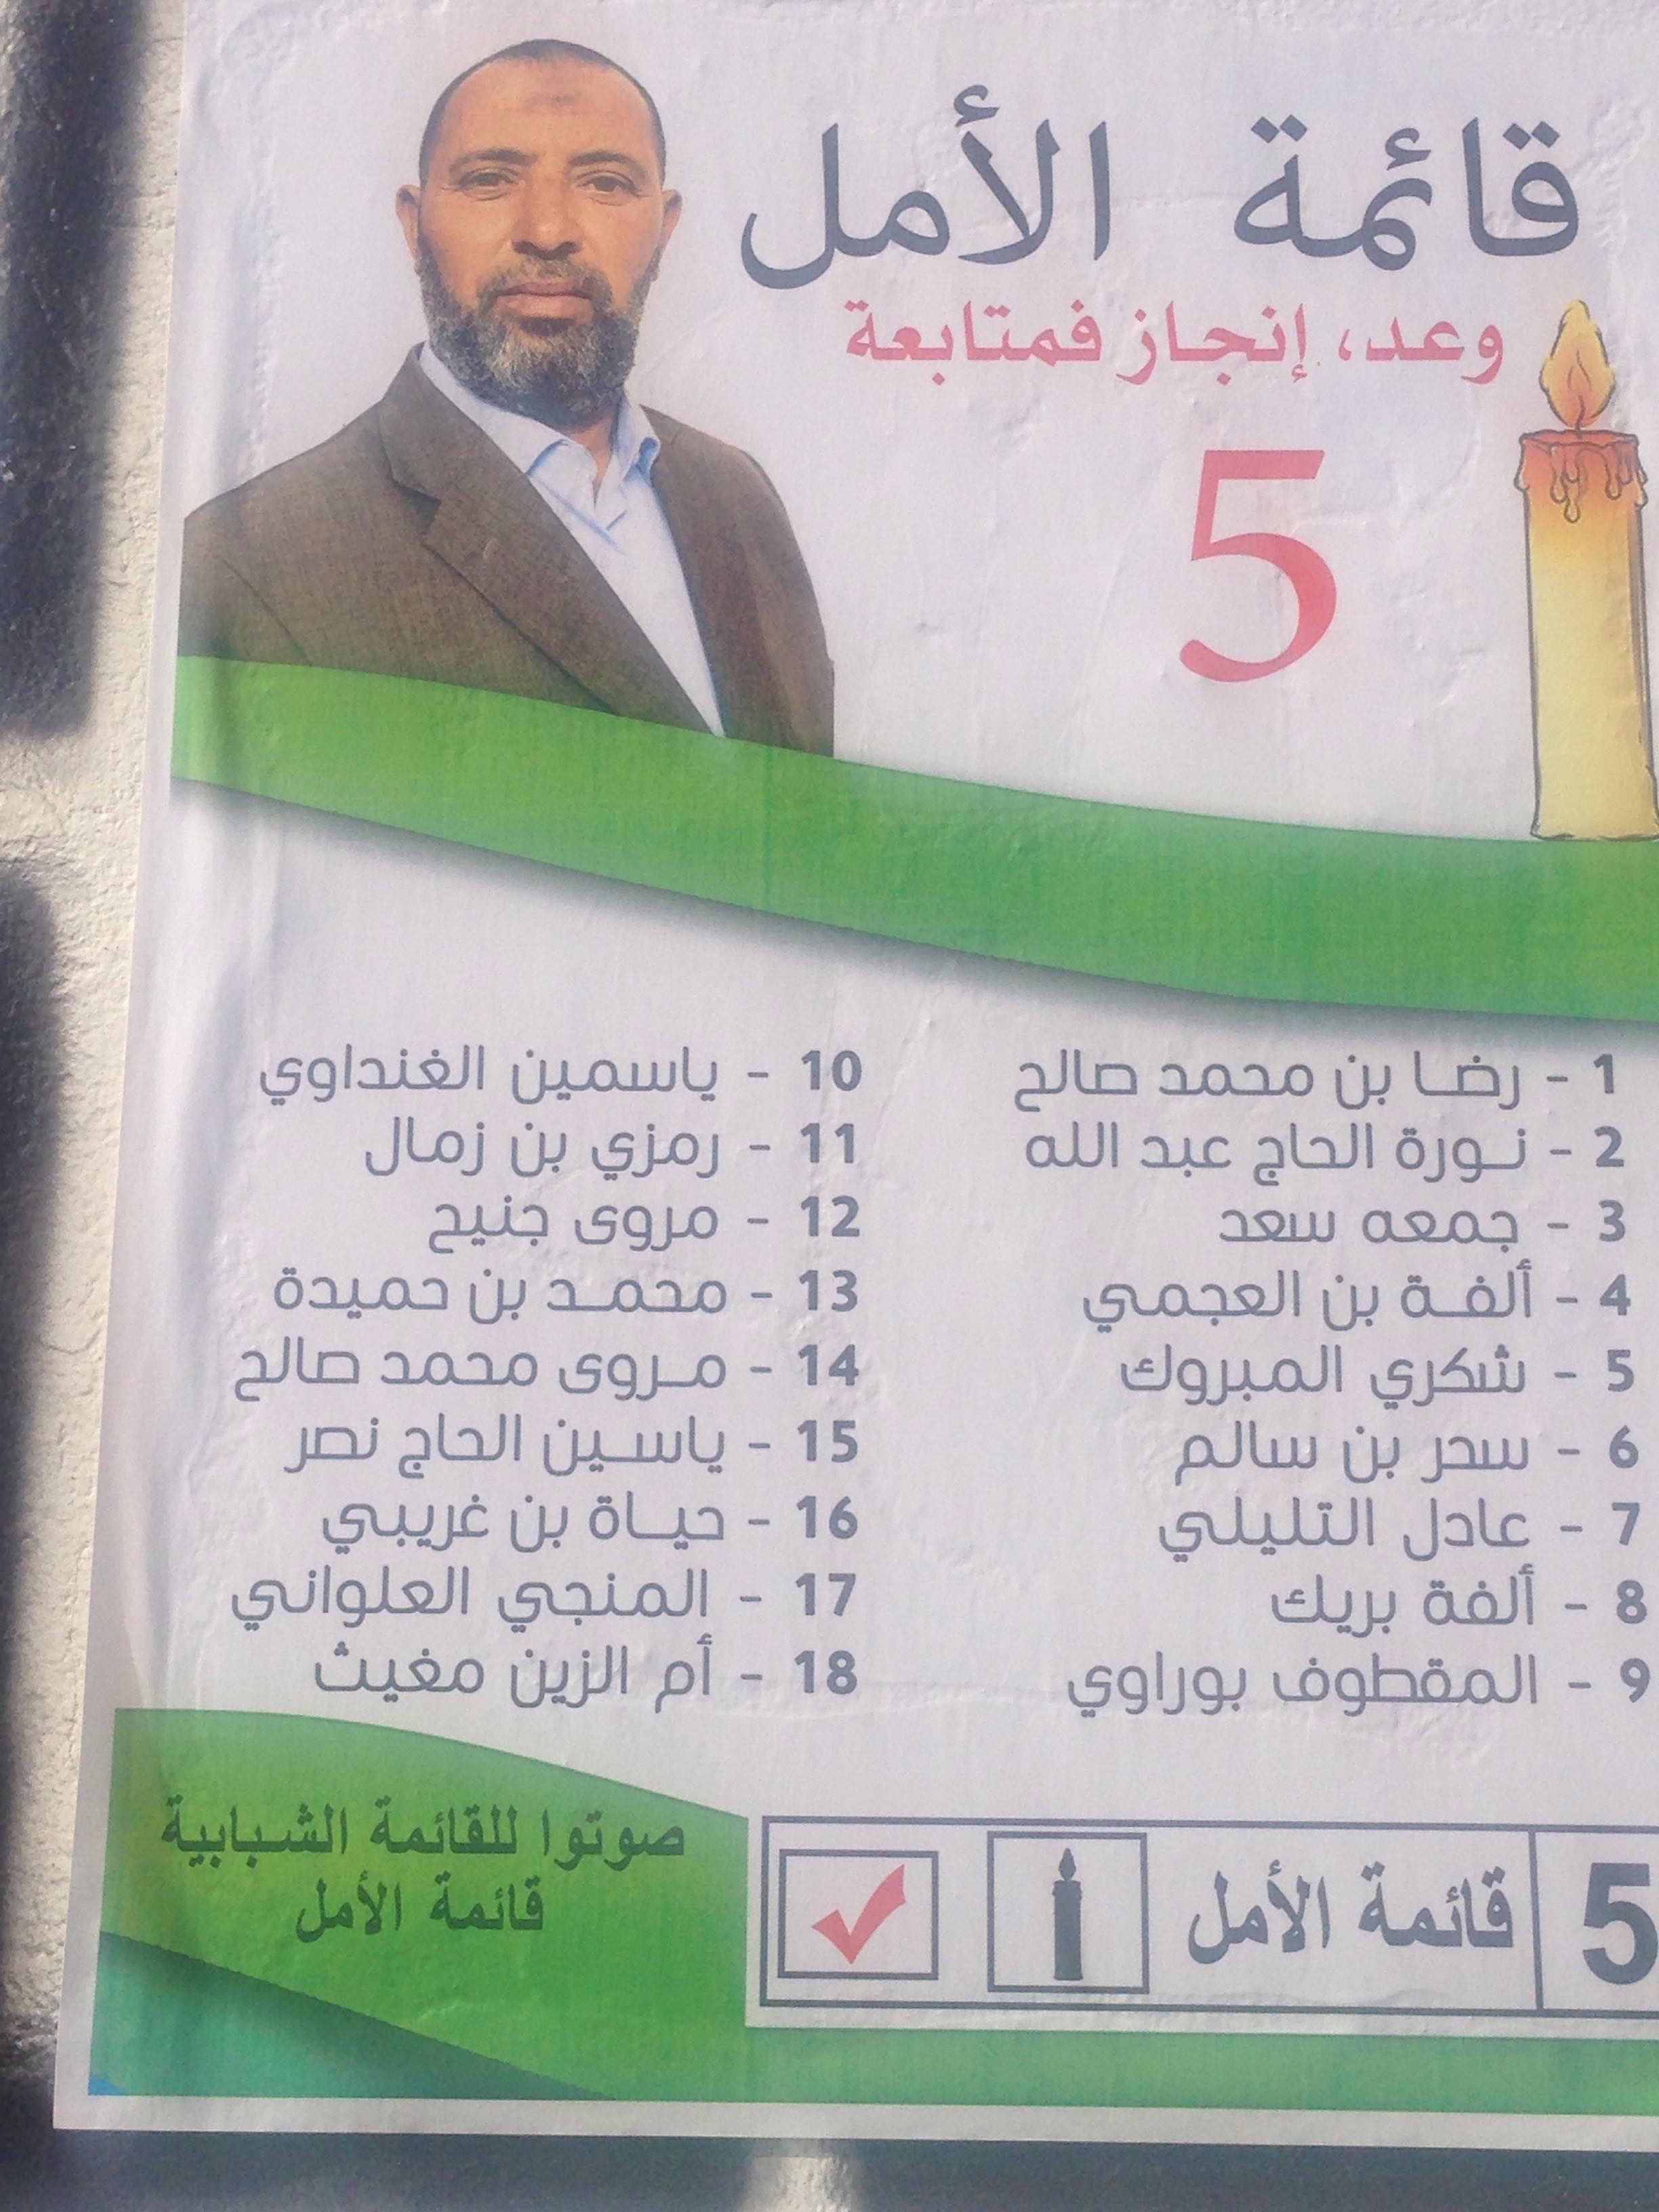 قائمة الأمل
وعد، إنجاز فمتابعة
5
1 - رضا بن محمد صالح
2 - نورة الحاج عبد الله
3 - جمعه سعد
4 - ألفة بن العجمي
5 - شكري المبروك
6 - سحر بن سالم
7 - عادل التليلي
8 - ألفة بريك
9 - المقطوف بوراوي
10 - ياسمين الغنداوي
11 - رمزي بن زمال
12 - مروى جنيح
13 - محمد بن حميدة
14 - مروى محمد صالح
15 - ياسين الحاج نصر
16 - حياة بن غريبي
17 - المنجي العلواني
18 - أم الزين مغيث
5 قائمة الأمل
صوتوا للقائمة الشبابية
قائمة الأمل